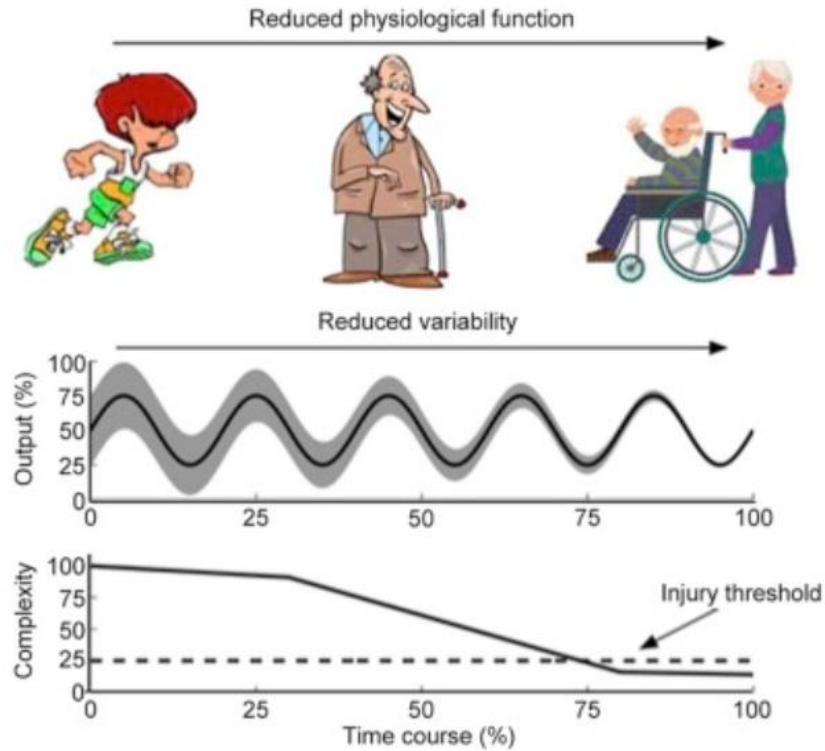 Reduced physiological function
Reduced variability
Output (%)
100
75
50
25
0
0 25 50 75 100
Complexity
100
75
50
25
0
Injury threshold
0 25 50 75 100
Time course (%)